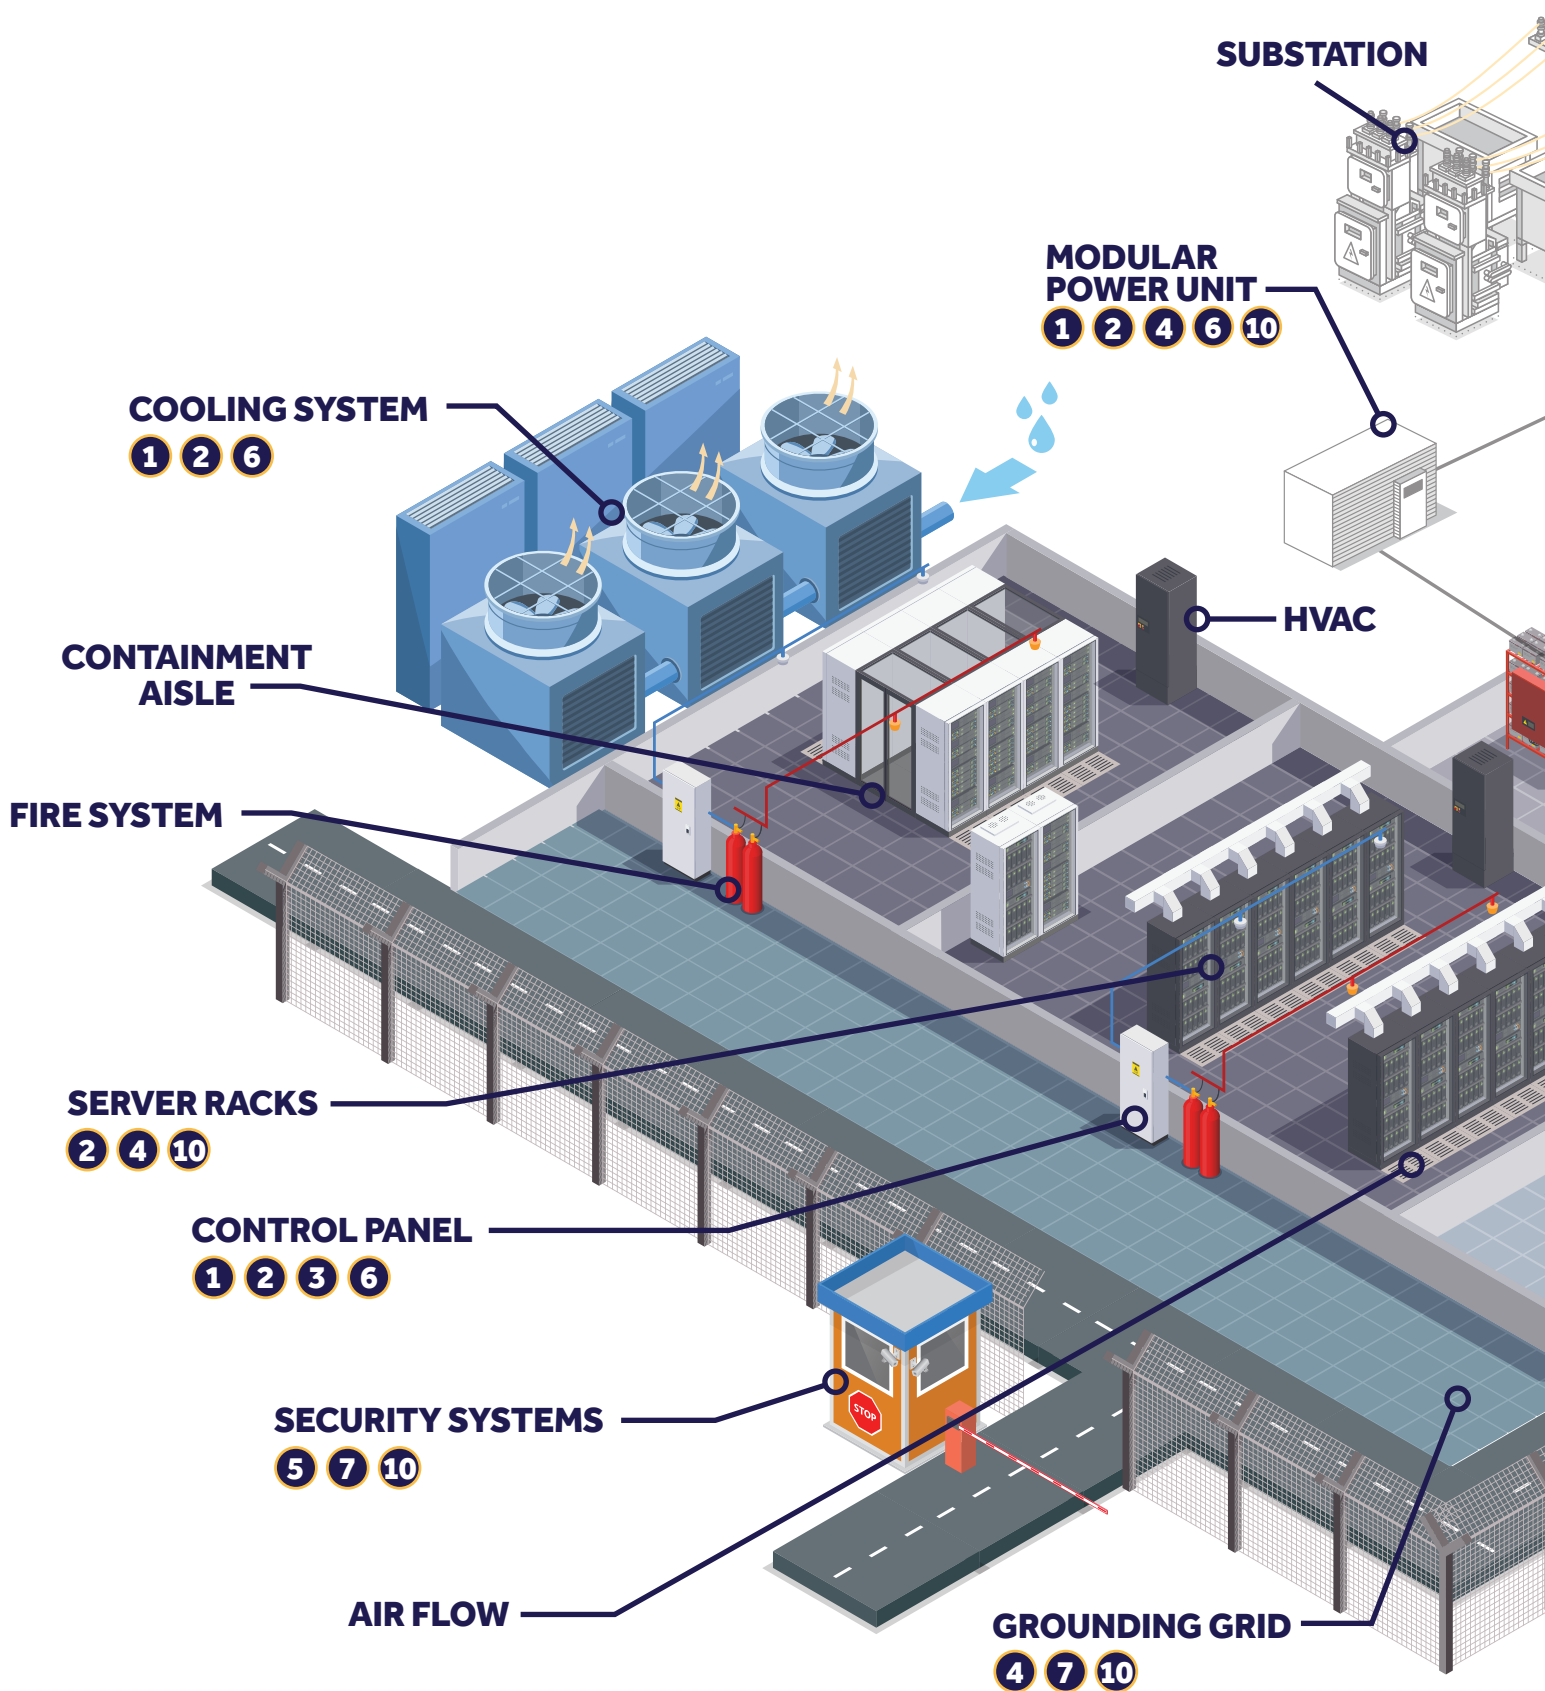 SUBSTATION
MODULAR
POWER UNIT
1 2 4 6 10
COOLING SYSTEM
1 2 6
HVAC
CONTAINMENT
AISLE
FIRE SYSTEM
SERVER RACKS
2 4 10
CONTROL PANEL
1 2 3 6
SECURITY SYSTEMS
5 7 10
STOP
AIR FLOW
GROUNDING GRID
4 7 10